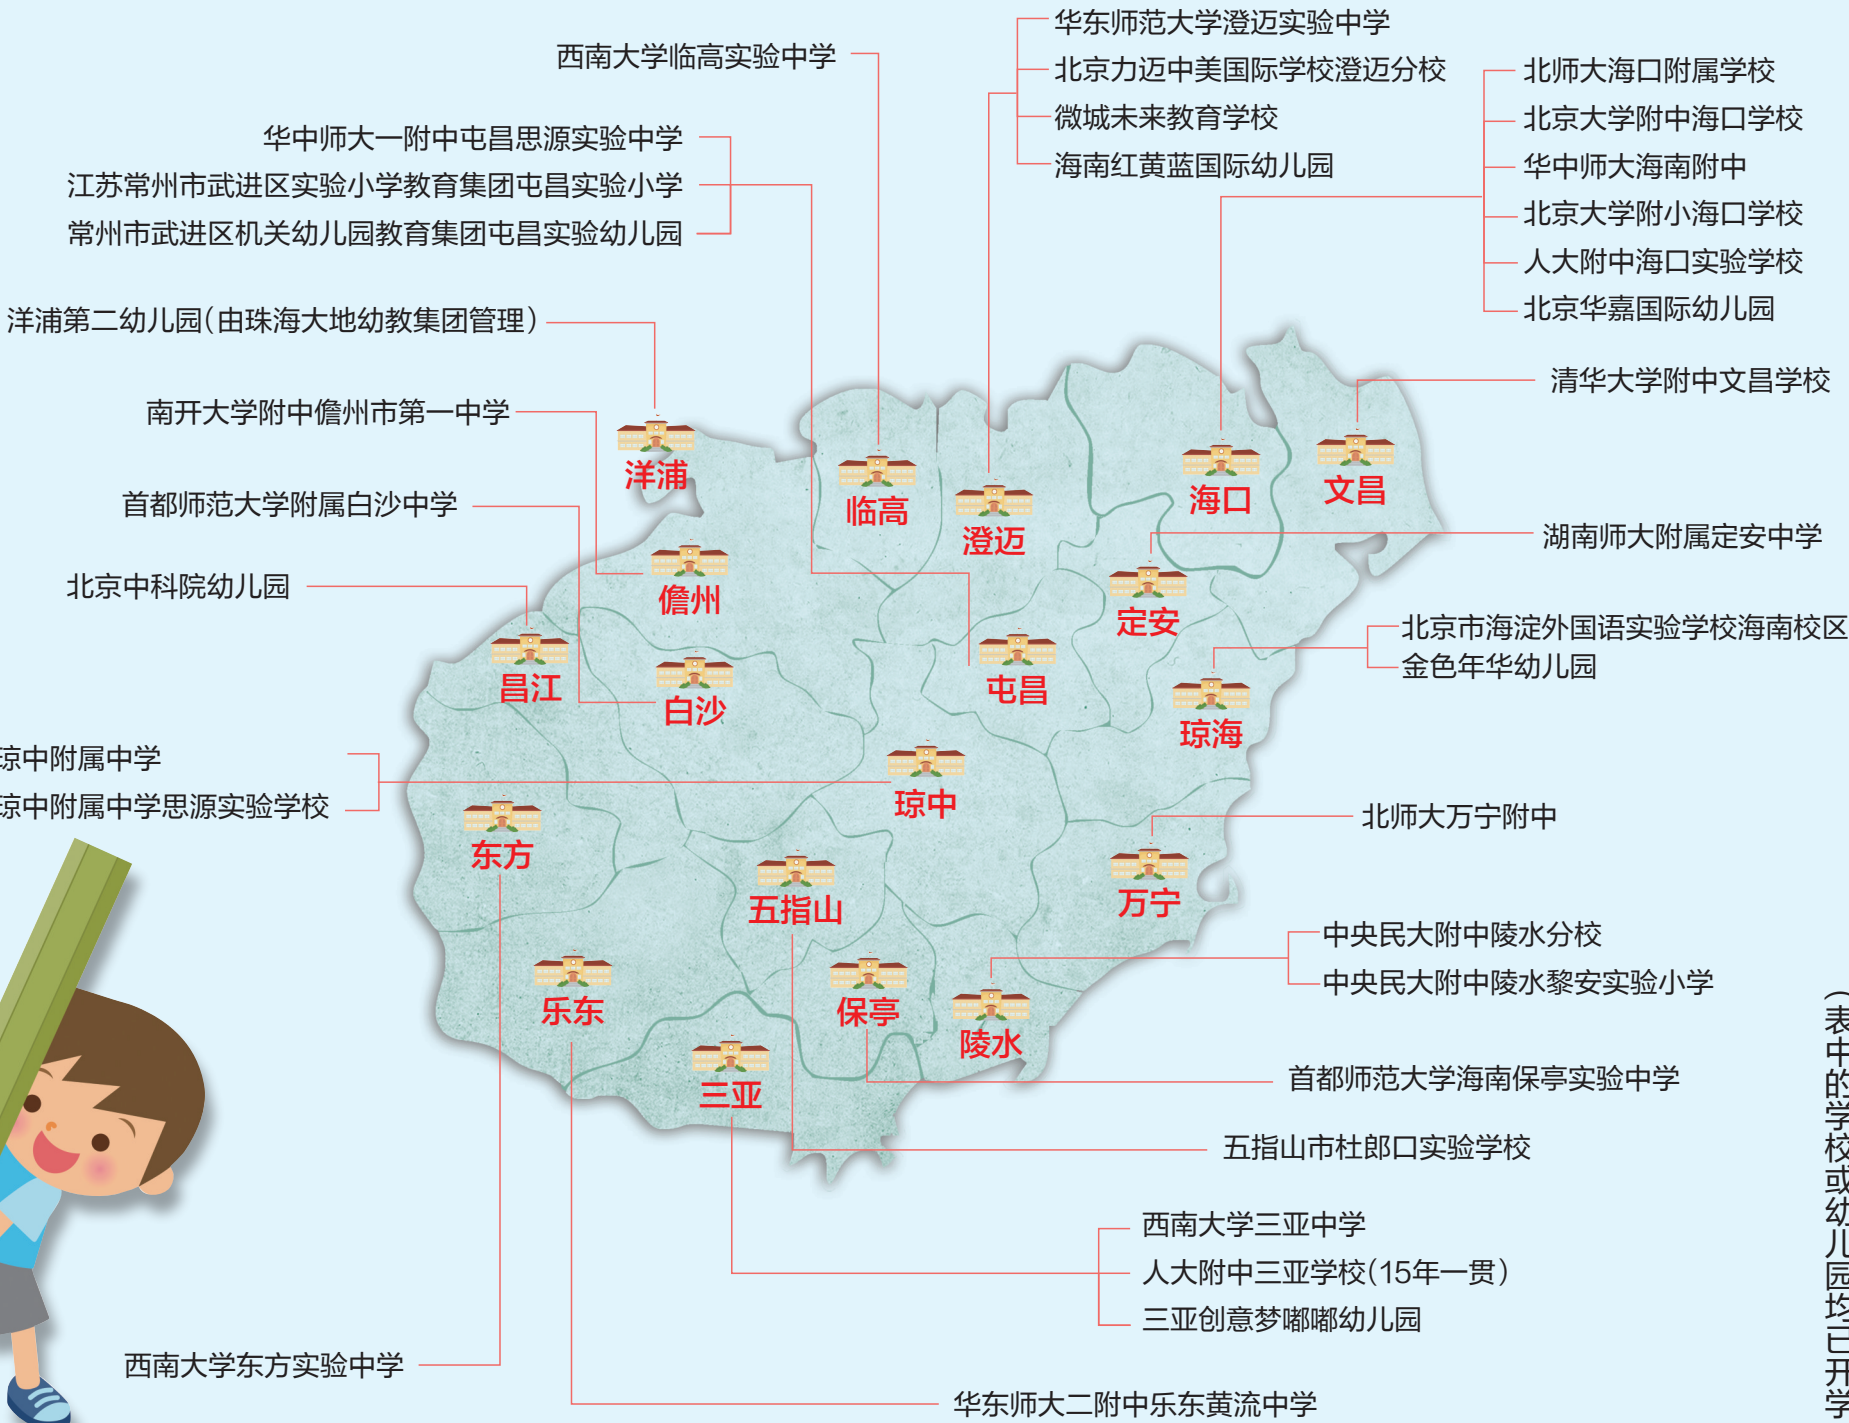 西南大学临高实验中学
华东师范大学澄迈实验中学
北京力迈中美国际学校澄迈分校
微城未来教育学校
海南红黄蓝国际幼儿园
北师大海口附属学校
北京大学附中海口学校
华中师大海南附中
北京大学附小海口学校
人大附中海口实验学校
北京华嘉国际幼儿园
华中师大一附中屯昌思源实验中学
江苏常州市武进区实验小学教育集团屯昌实验小学
常州市武进区机关幼儿园教育集团屯昌实验幼儿园
洋浦第二幼儿园(由珠海大地幼教集团管理)
清华大学附中文昌学校
南开大学附中儋州市第一中学
首都师范大学附属白沙中学
北京中科院幼儿园
湖南师大附属定安中学
北京市海淀外国语实验学校海南校区
金色年华幼儿园
琼中附属中学
琼中附属中学思源实验学校
北师大万宁附中
中央民大附中陵水分校
中央民大附中陵水黎安实验小学
首都师范大学海南保亭实验中学
五指山市杜郎口实验学校
西南大学三亚中学
人大附中三亚学校(15年一贯)
三亚创意梦嘟嘟幼儿园
西南大学东方实验中学
华东师大二附中乐东黄流中学
洋浦
临高
澄迈
海口
文昌
儋州
定安
昌江
白沙
屯昌
琼海
琼中
东方
五指山
万宁
乐东
保亭
陵水
三亚
(表中的学校或幼儿园均已开学